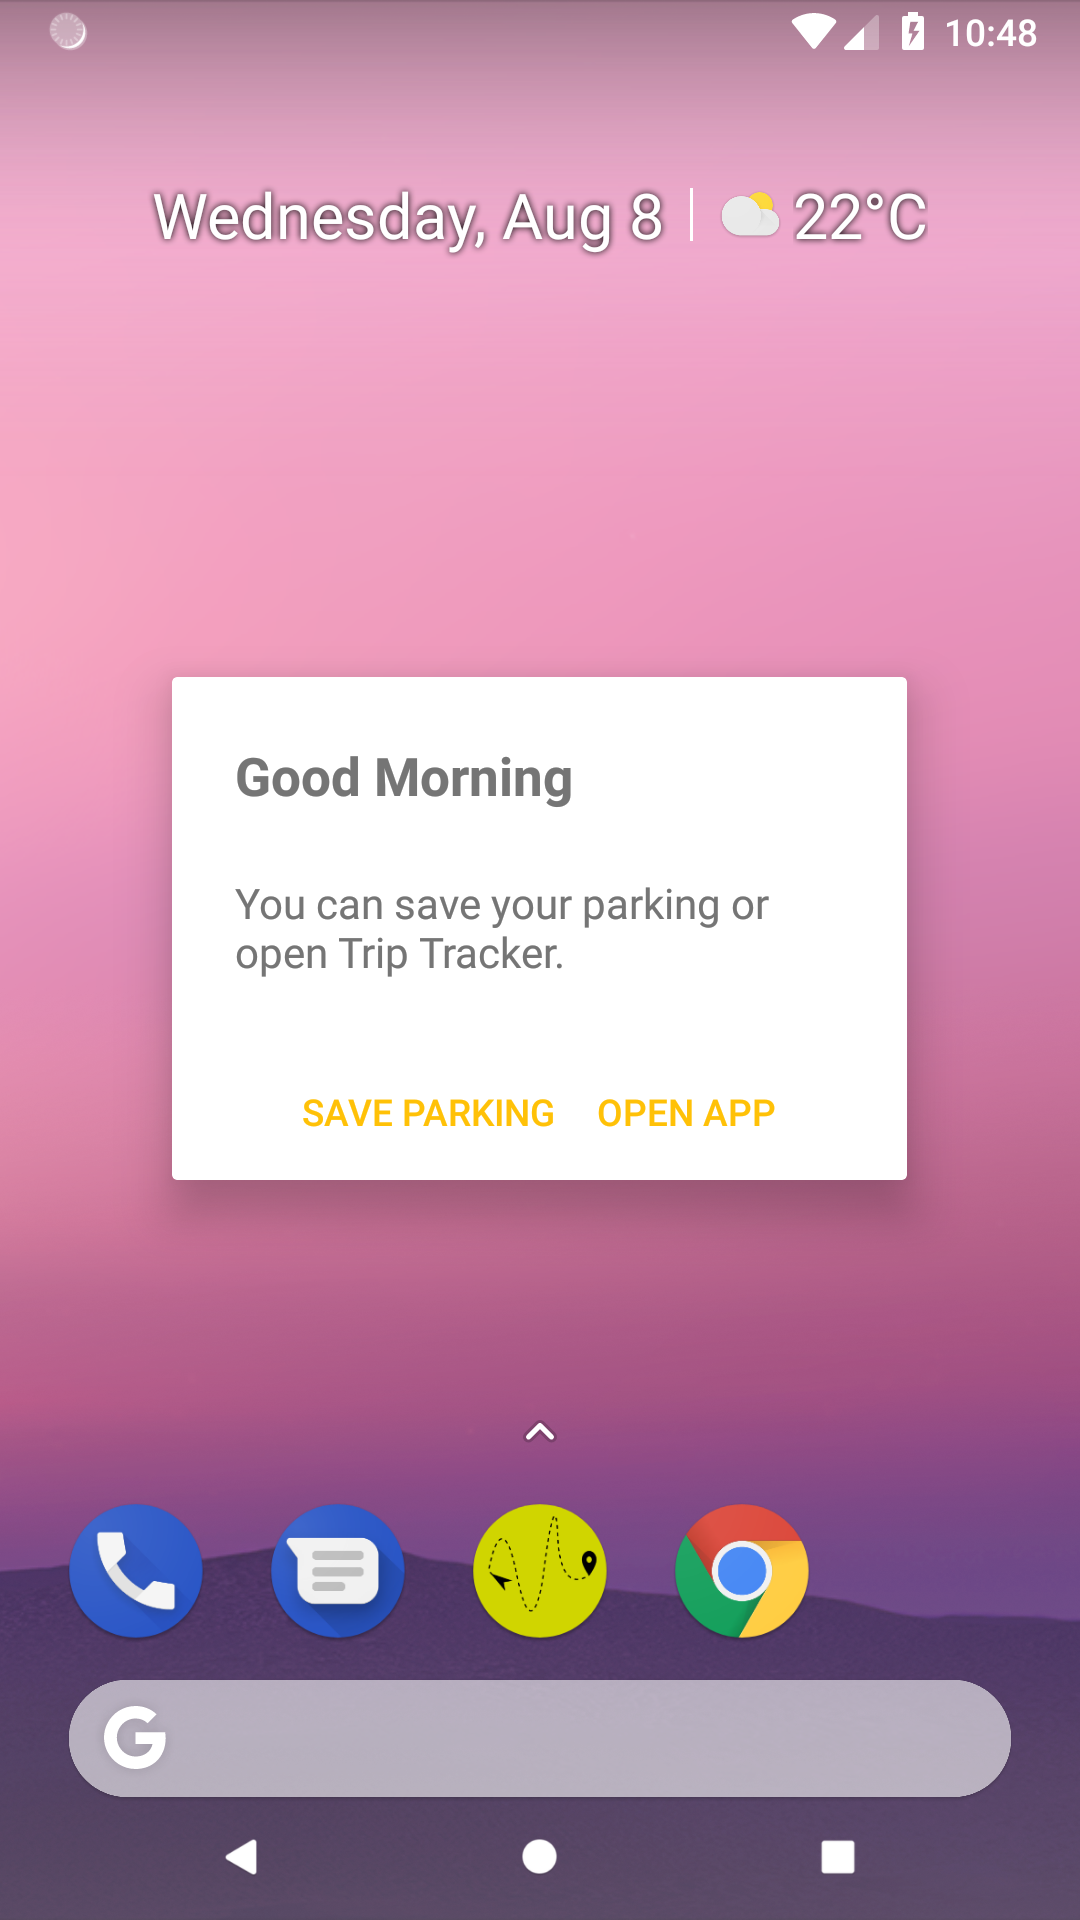 10:48
Wednesday, Aug 8 22°C
Good Morning
You can save your parking or
open Trip Tracker.
SAVE PARKING OPEN APP